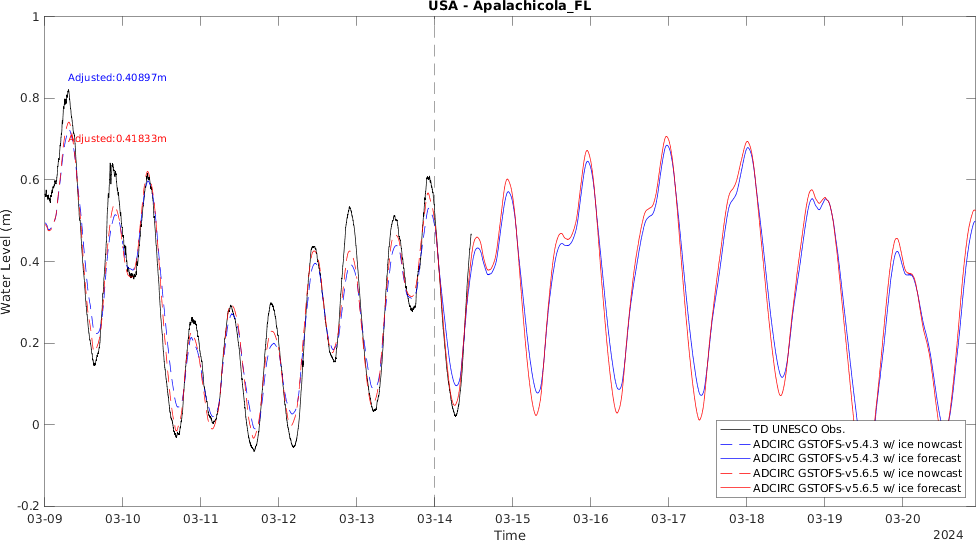 USA - Apalachicola_FL
1
Adjusted:0.40897m
0.8
Adjusted:0.41833m
0.6
Water Level (m)
0.4
0.2
0
-0.2
TD UNESCO Obs.
ADCIRC GSTOFS-v5.4.3 w/ ice nowcast
ADCIRC GSTOFS-v5.4.3 w/ ice forecast
ADCIRC GSTOFS-v5.6.5 w/ ice nowcast
ADCIRC GSTOFS-v5.6.5 w/ ice forecast
03-09 03-10 03-11 03-12 03-13 03-14 03-15 03-16 03-17 03-18 03-19 03-20
Time
2024